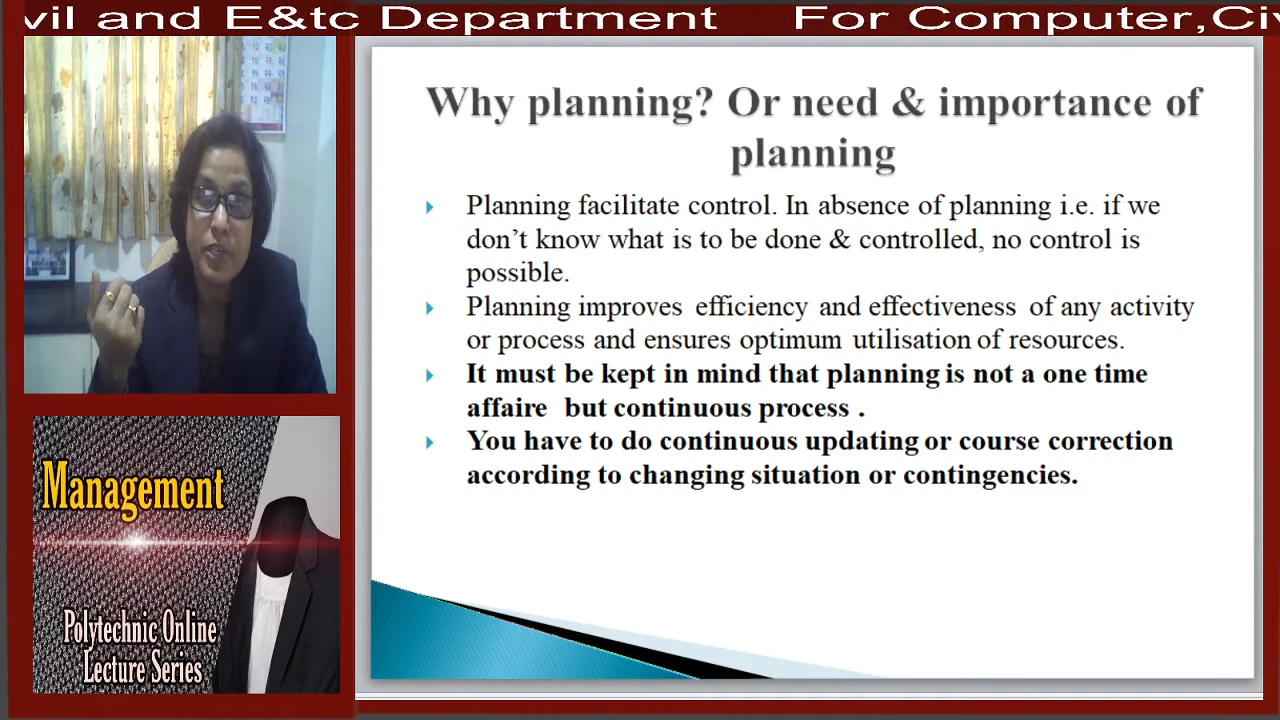 vil and E&tc Department For Computer,Civ
Why planning? Or need & importance of
planning
Planning facilitate control. In absence of planning i.e. if we
don’t know what is to be done & controlled, no control is
possible.
Planning improves efficiency and effectiveness of any activity
or process and ensures optimum utilisation of resources.
It must be kept in mind that planning is not a one time
affaire but continuous process .
You have to do continuous updating or course correction
according to changing situation or contingencies.
Management
Polytechnic Online
Lecture Series